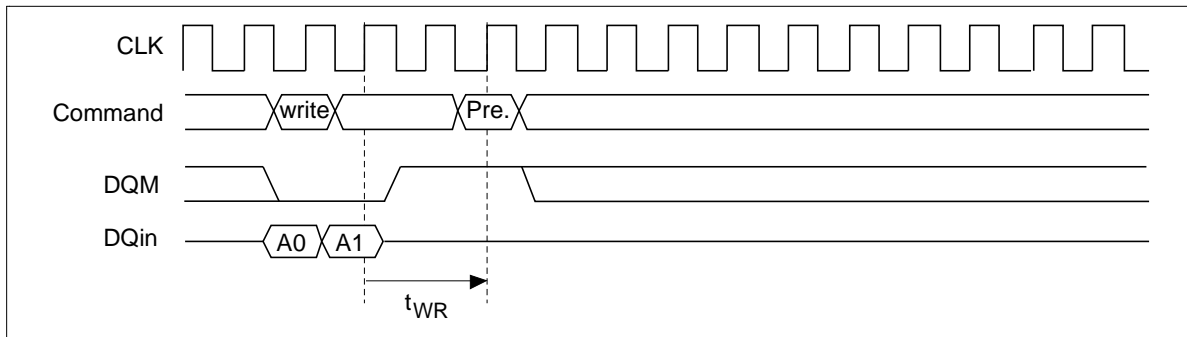 CLK
Command write Pre.
DQM
DQin A0 A1
tWR